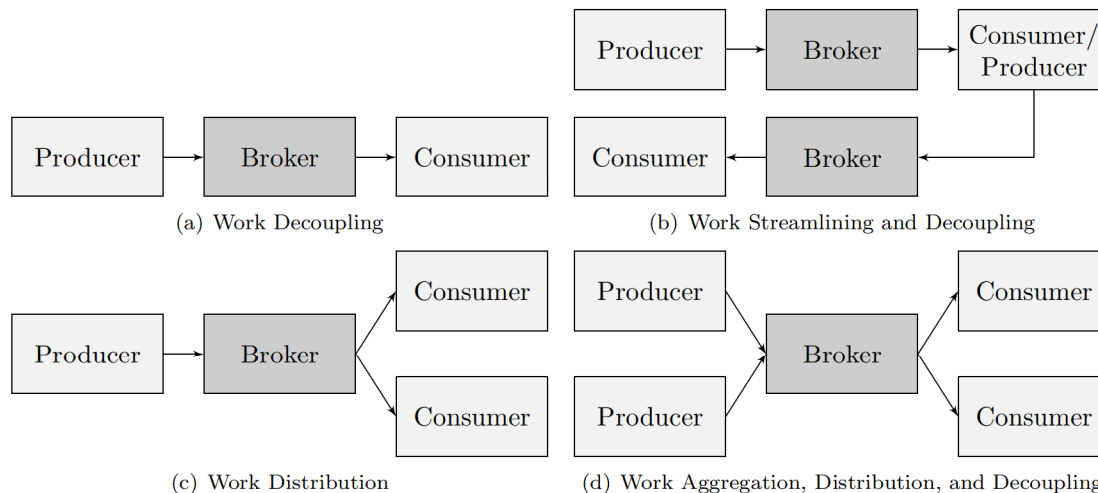 Producer
Broker
Consumer
(a) Work Decoupling
Producer
Broker
Consumer/
Producer
Consumer
Broker
(b) Work Streamlining and Decoupling
Producer
Broker
Consumer
Consumer
(c) Work Distribution
Producer
Producer
Broker
Consumer
Consumer
(d) Work Aggregation, Distribution, and Decoupling